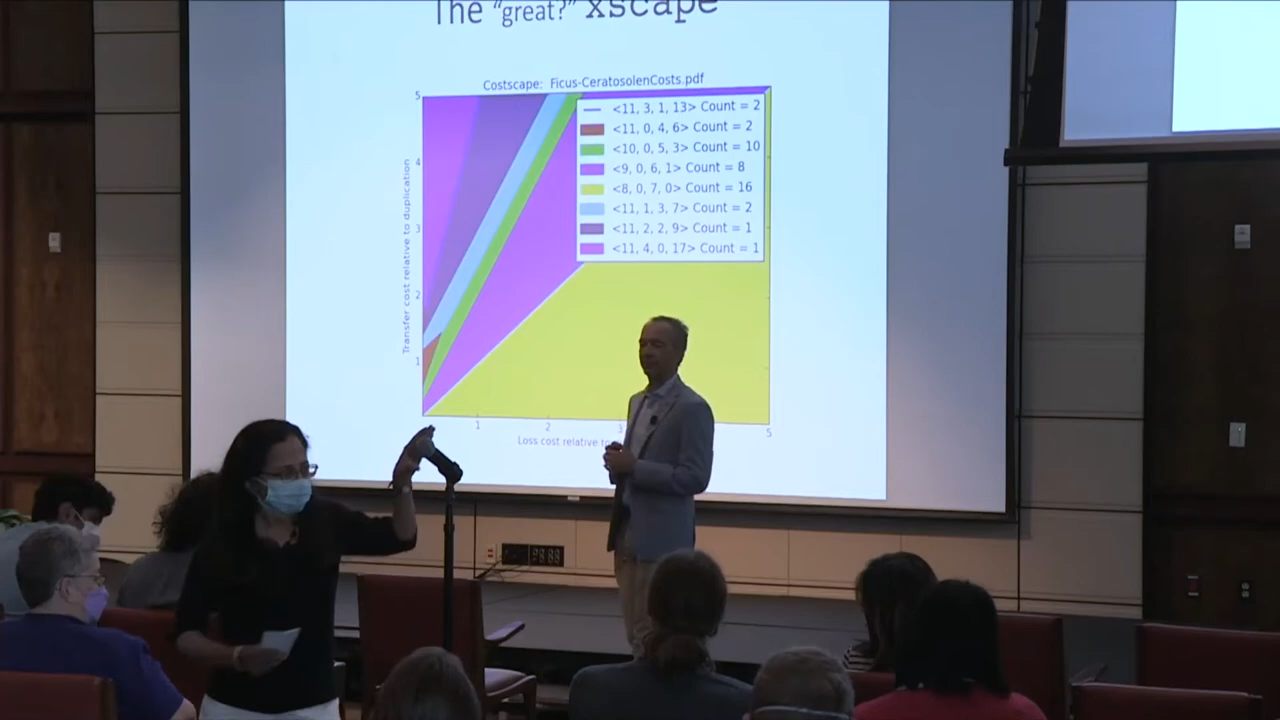 The “great?” xscape
Costscape: Ficus-CeratosolenCosts.pdf
<11, 3, 1, 13> Count = 2
<11, 0, 4, 6> Count = 2
<10, 0, 5, 3> Count = 10
<9, 0, 6, 1> Count = 8
<8, 0, 7, 0> Count = 16
<11, 1, 3, 7> Count = 2
<11, 2, 2, 9> Count = 1
<11, 4, 0, 17> Count = 1
Transfer cost relative to duplication
5
4
3
2
1
1 2 3 5
Loss cost relative to